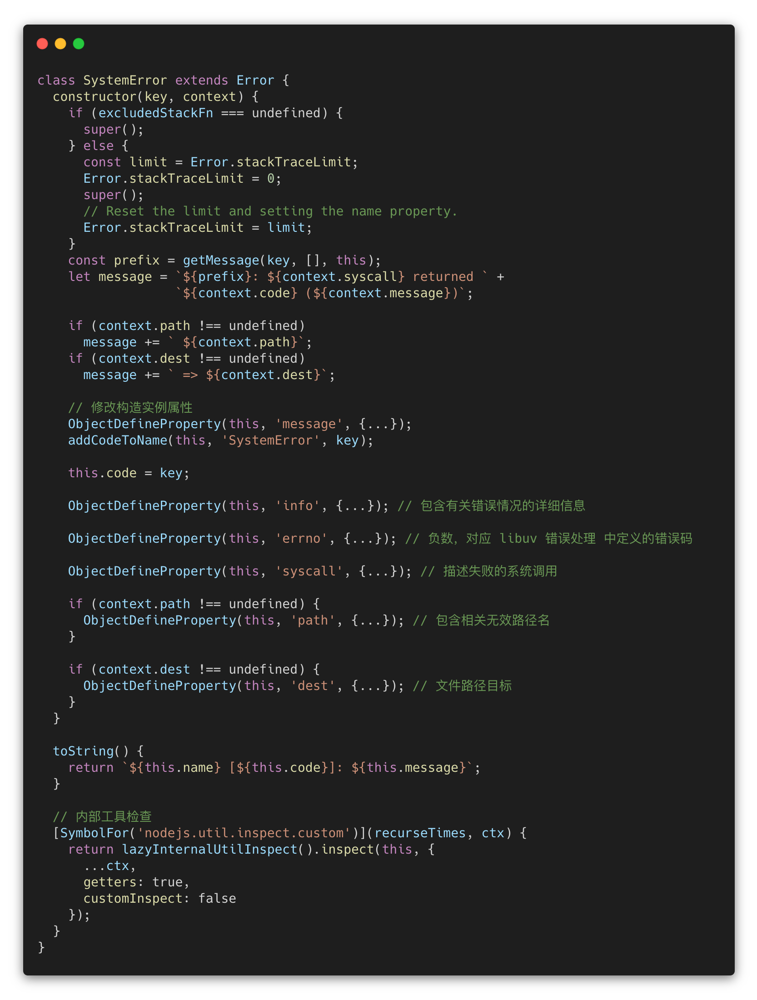 class SystemError extends Error {
  constructor(key, context) {
    if (excludedStackFn === undefined) {
      super();
    } else {
      const limit = Error.stackTraceLimit;
      Error.stackTraceLimit = 0;
      super();
      // Reset the limit and setting the name property.
      Error.stackTraceLimit = limit;
    }
    const prefix = getMessage(key, [], this);
    let message = `${prefix}: ${context.syscall} returned ` +
                  `${context.code} (${context.message})`;

    if (context.path !== undefined)
      message += ` ${context.path}`;
    if (context.dest !== undefined)
      message += ` => ${context.dest}`;

    // 修改构造实例属性
    ObjectDefineProperty(this, 'message', {...});
    addCodeToName(this, 'SystemError', key);

    this.code = key;

    ObjectDefineProperty(this, 'info', {...}); // 包含有关错误情况的详细信息

    ObjectDefineProperty(this, 'errno', {...}); // 负数，对应 libuv 错误处理 中定义的错误码

    ObjectDefineProperty(this, 'syscall', {...}); // 描述失败的系统调用

    if (context.path !== undefined) {
      ObjectDefineProperty(this, 'path', {...}); // 包含相关无效路径名
    }

    if (context.dest !== undefined) {
      ObjectDefineProperty(this, 'dest', {...}); // 文件路径目标
    }
  }

  toString() {
    return `${this.name} [${this.code}]: ${this.message}`;
  }

  // 内部工具检查
  [SymbolFor('nodejs.util.inspect.custom')](recurseTimes, ctx) {
    return lazyInternalUtilInspect().inspect(this, {
      ...ctx,
      getters: true,
      customInspect: false
    });
  }
}